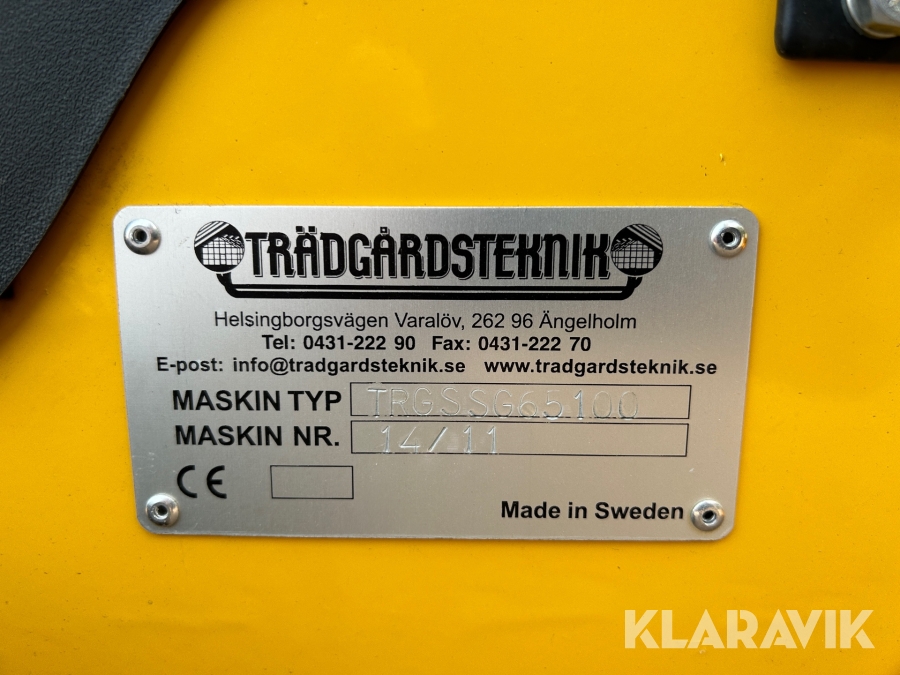 TRÄDGÅRDSTEKNIK
Helsingborgsvägen Varalöv, 262 96 Ängelholm
Tel: 0431-222 90 Fax: 0431-222 70
E-post: info@tradgardsteknik.se www.tradgardsteknik.se
MASKIN TYP TRGSSG65100
MASKIN NR. 14/11
CE
Made in Sweden
KLARAVIK